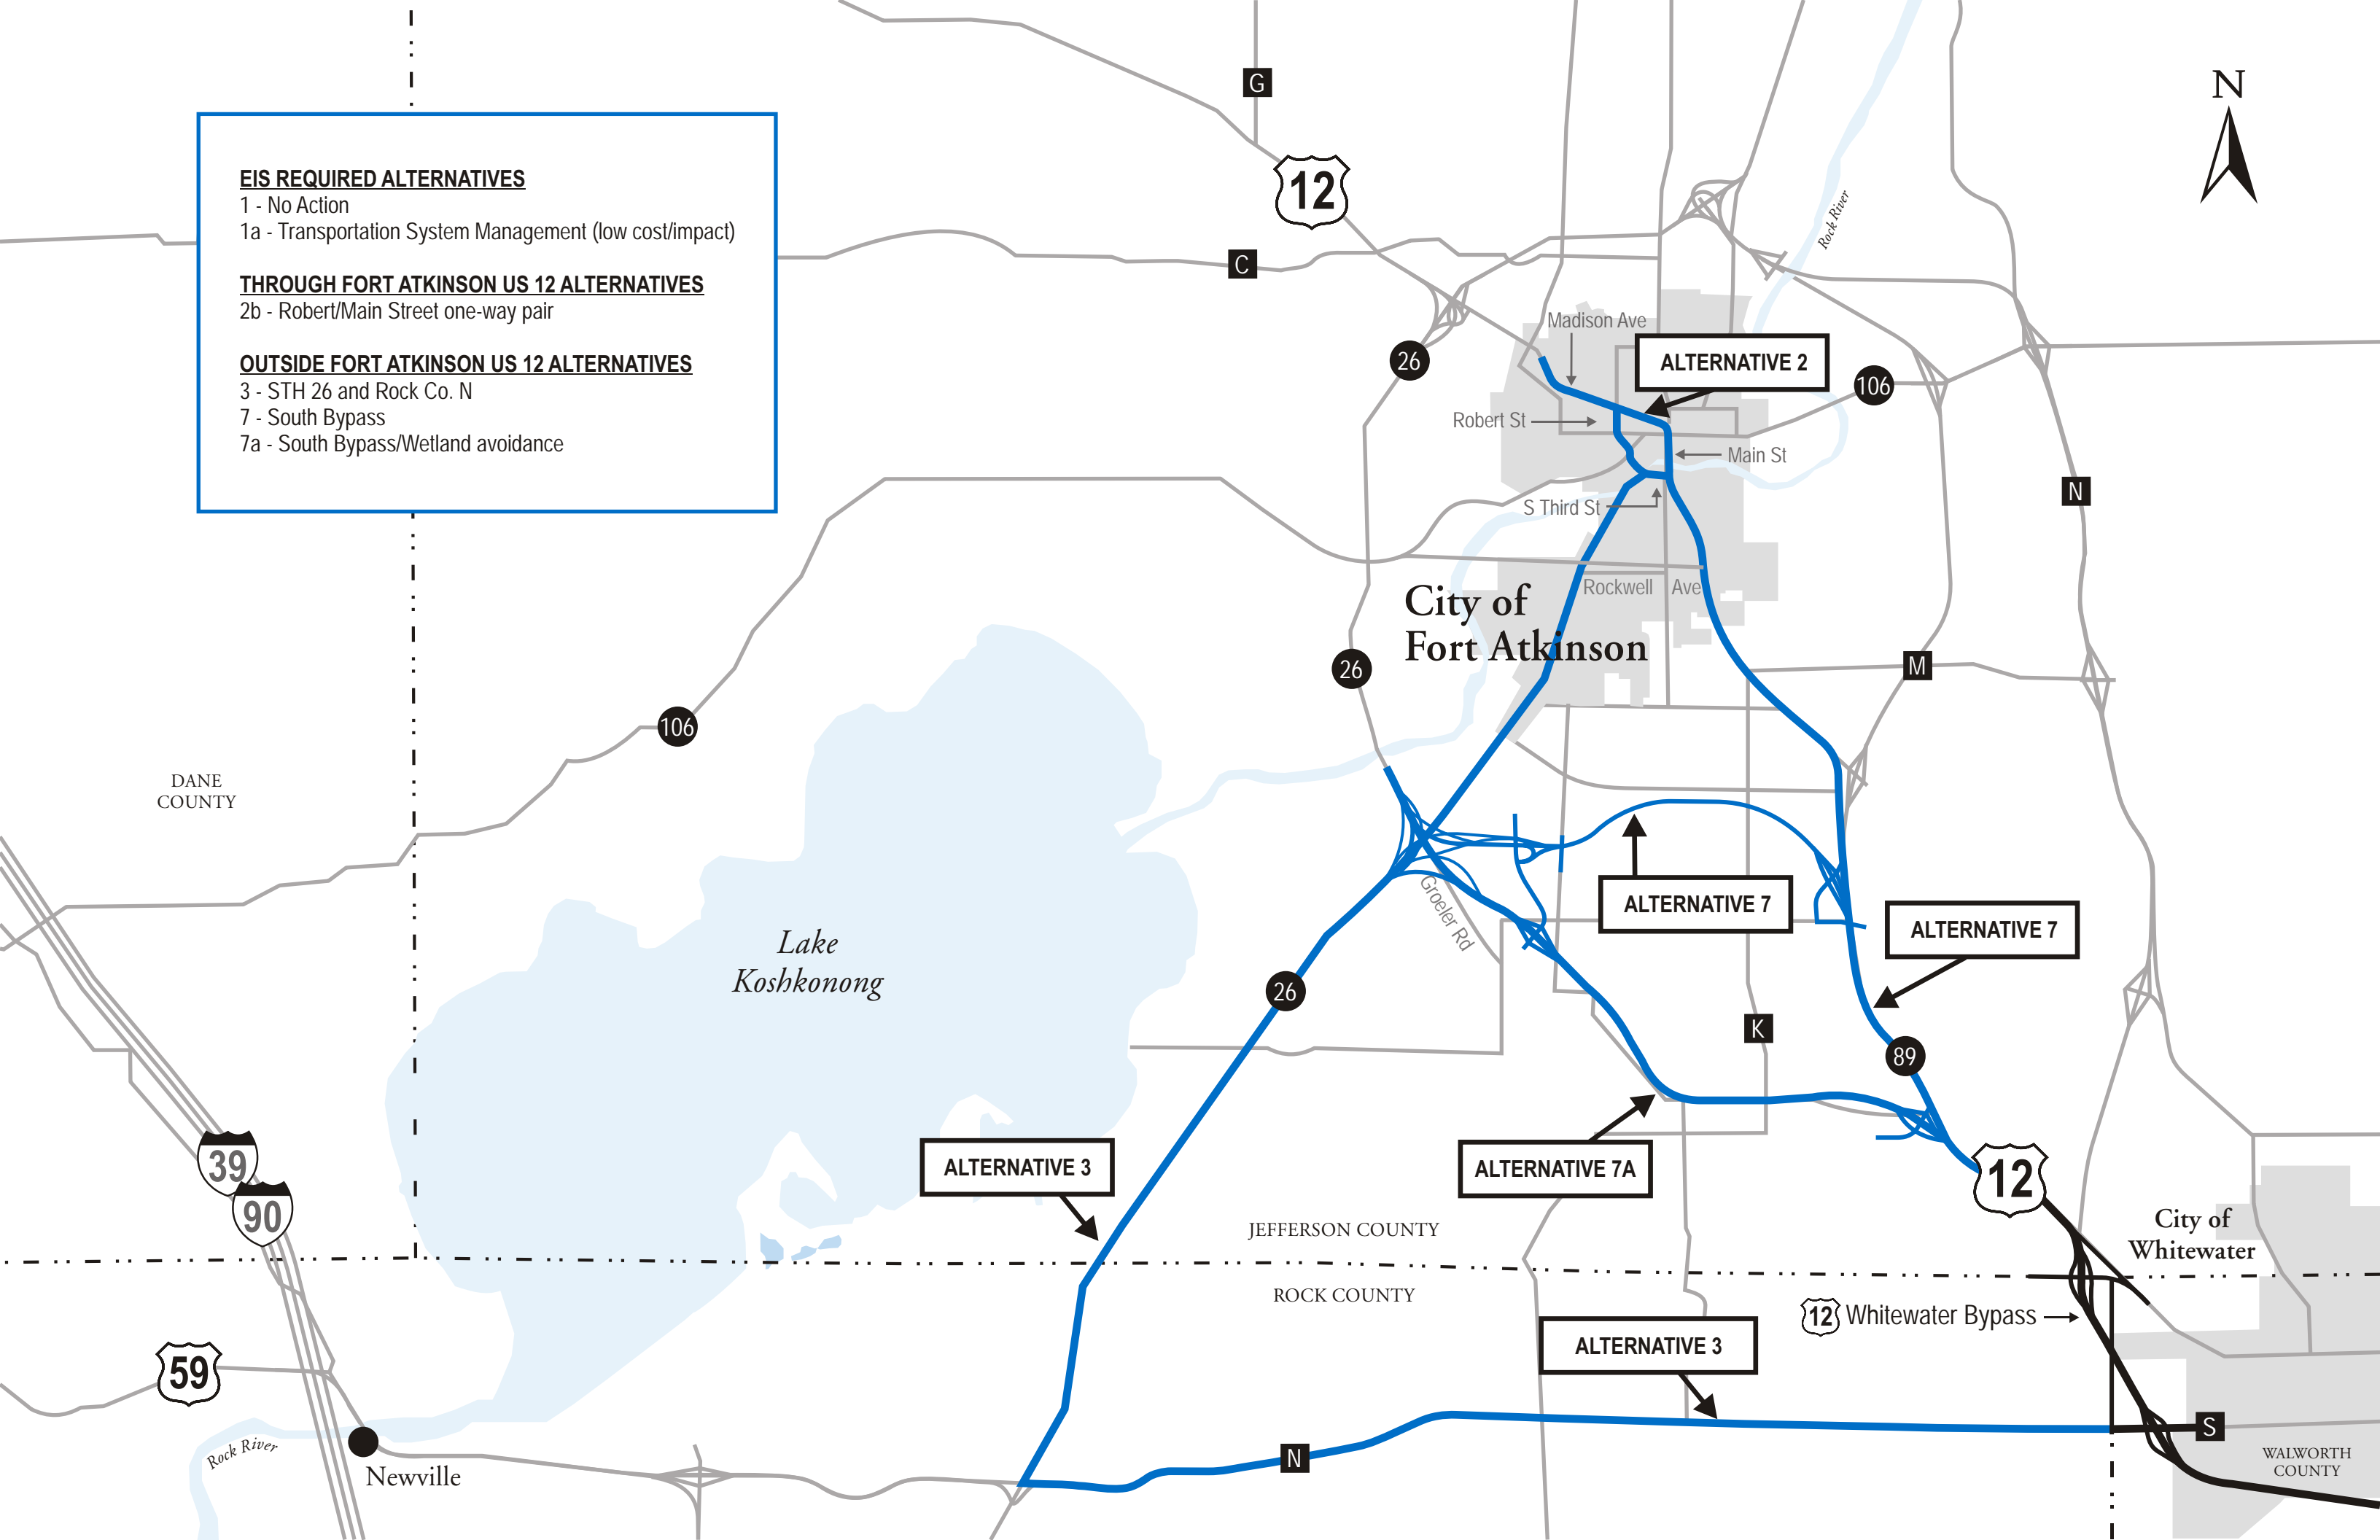 EIS REQUIRED ALTERNATIVES
1 - No Action
1a - Transportation System Management (low cost/impact)
THROUGH FORT ATKINSON US 12 ALTERNATIVES
2b - Robert/Main Street one-way pair
OUTSIDE FORT ATKINSON US 12 ALTERNATIVES
3 - STH 26 and Rock Co. N
7 - South Bypass
7a - South Bypass/Wetland avoidance
G
N
12
Rock River
C
Madison Ave
26
ALTERNATIVE 2
106
Robert St
Main St
N
S Third St
Rockwell Ave
City of
Fort Atkinson
26
M
106
DANE
COUNTY
Lake
Koshkonong
Groeler Rd
ALTERNATIVE 7
ALTERNATIVE 7
26
K
89
39
90
ALTERNATIVE 3
ALTERNATIVE 7A
12
JEFFERSON COUNTY
City of
Whitewater
ROCK COUNTY
12 Whitewater Bypass
ALTERNATIVE 3
59
S
N
Rock River
Newville
WALWORTH
COUNTY